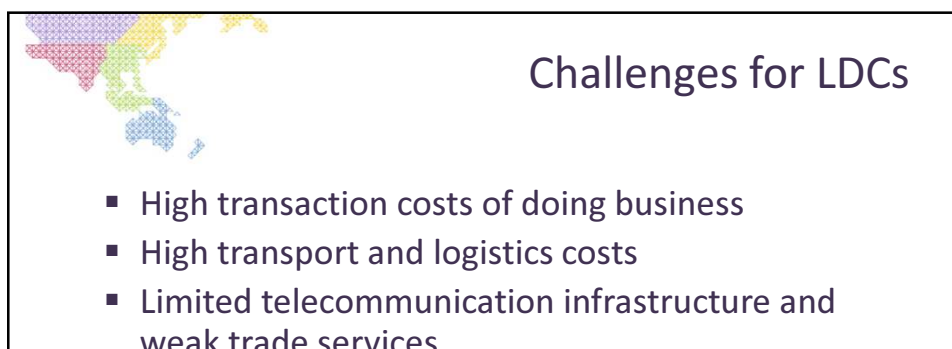 Challenges for LDCs
▪ High transaction costs of doing business
▪ High transport and logistics costs
▪ Limited telecommunication infrastructure and
weak trade services